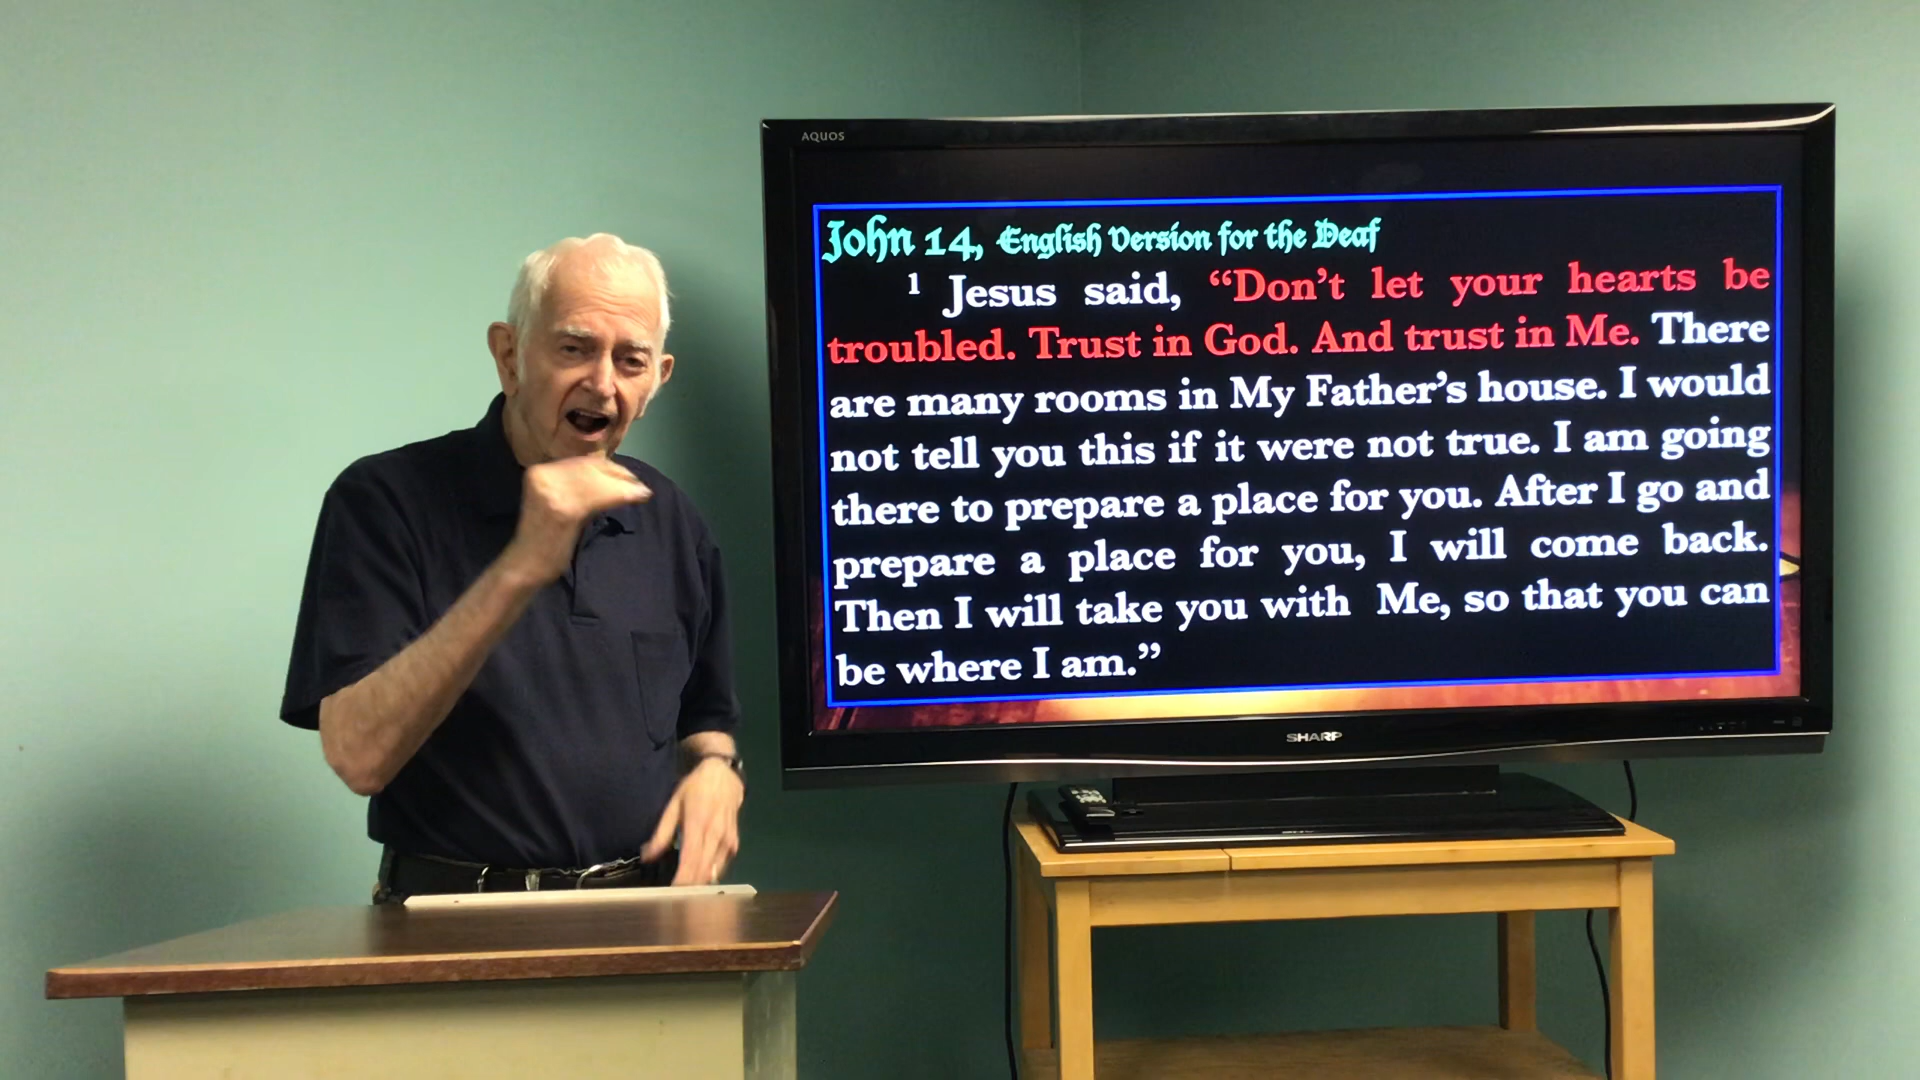 AQUOS
John 14, English Version for the Deaf
1 Jesus said, “Don’t let your hearts be
troubled. Trust in God. And trust in Me. There
are many rooms in My Father’s house. I would
not tell you this if it were not true. I am going
there to prepare a place for you. After I go and
prepare a place for you, I will come back.
Then I will take you with Me, so that you can
be where I am.”
SHARP